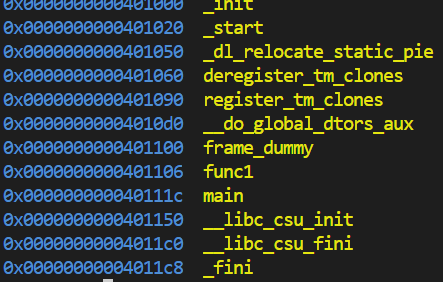 0x0000000000401000 _init
0x0000000000401020 _start
0x0000000000401050 _dl_relocate_static_pie
0x0000000000401060 deregister_tm_clones
0x0000000000401090 register_tm_clones
0x00000000004010d0 __do_global_dtors_aux
0x0000000000401100 frame_dummy
0x0000000000401106 func1
0x000000000040111c main
0x0000000000401150 __libc_csu_init
0x00000000004011c0 __libc_csu_fini
0x00000000004011c8 _fini